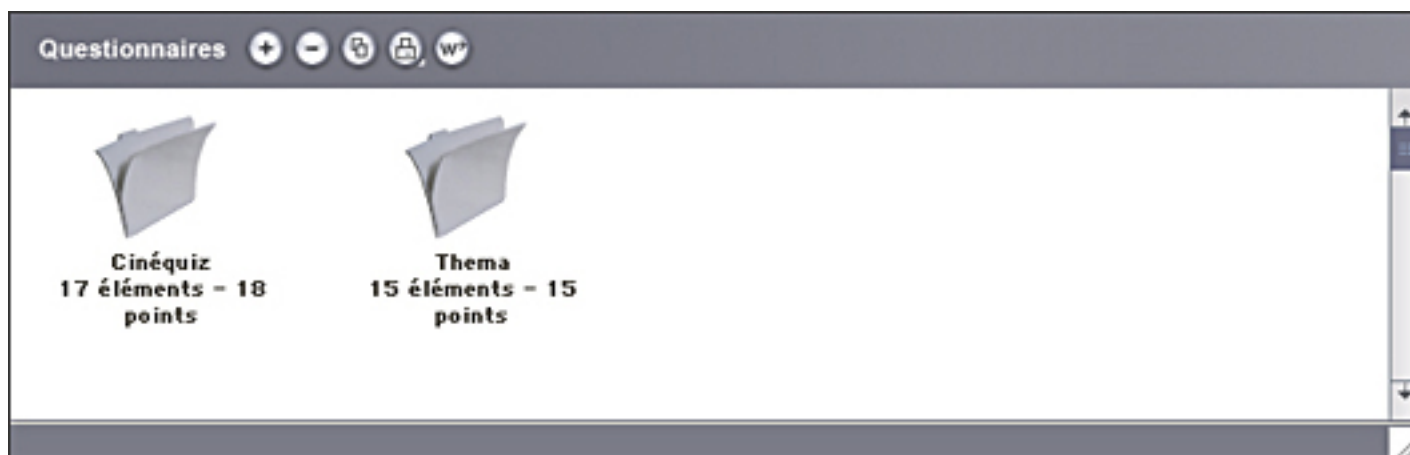 Questionnaires + − W
Cinéquiz
17 éléments - 18
points
Thema
15 éléments - 15
points